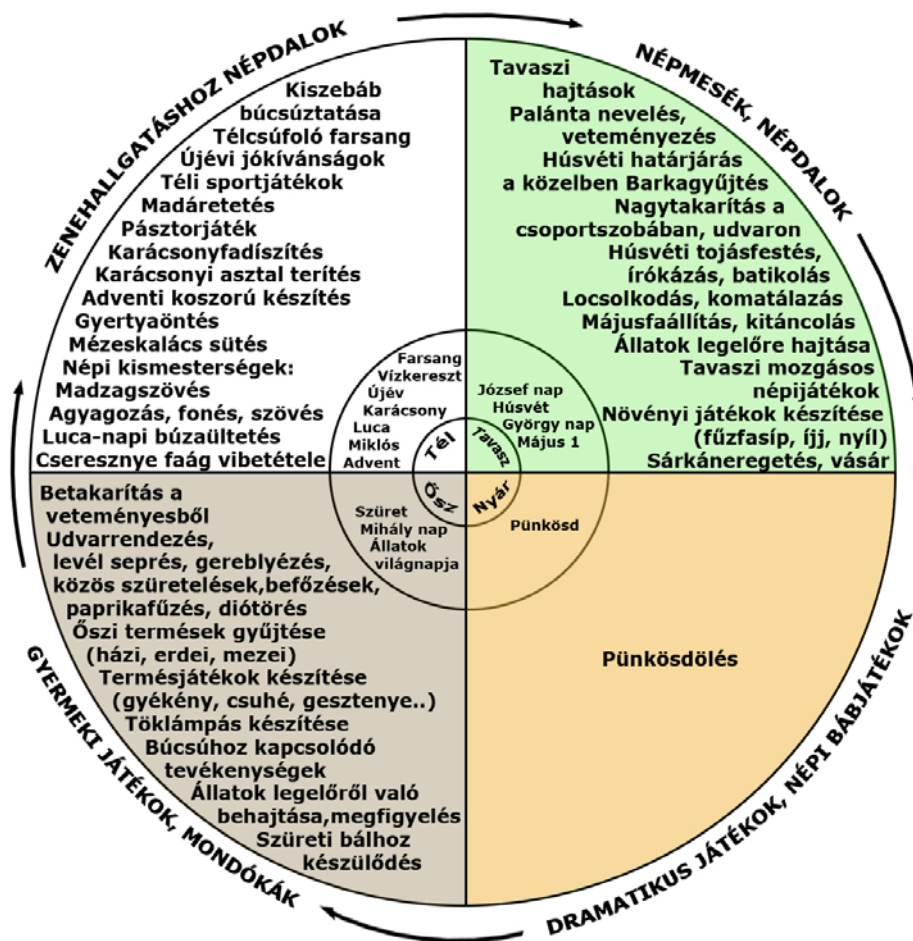 ZENEHALLGATÁSHOZ NÉPDALOK
Kiszebáb
búcsúztatása
Télcsúfoló farsang
Újévi jókívánságok
Téli sportjátékok
Madáretetés
Pásztorjáték
Karácsonyfadíszítés
Karácsonyi asztal terítés
Adventi koszorú készítés
Gyertyaöntés
Mézeskalács sütés
Népi kismesterségek:
Madzagszövés
Agyagozás, fonés, szövés
Luca-napi búzaültetés
Cseresznye faág vibetétele
Farsang
Vízkereszt
Újév
Karácsony
Luca
Miklós
Advent
Tél
NÉPMESÉK, NÉPDALOK
Tavaszi
hajtások
Palánta nevelés,
veteményezés
Húsvéti határjárás
a közelben Barkagyűjtés
Nagytakarítás a
csoportszobában, udvaron
Húsvéti tojásfestés,
írókázás, batikolás
Locsolkodás, komatálazás
Májusfaállítás, kitáncolás
Állatok legelőre hajtása
Tavaszi mozgásos
népijátékok
Növényi játékok készítése
(fűzfasíp, íjj, nyíl)
Sárkáneregetés, vásár
József nap
Húsvét
György nap
Május 1
Tavasz
Nyár
Pünkösd
Pünkösdölés
DRAMATIKUS JÁTÉKOK, NÉPI BÁBJÁTÉKOK
Ősz
Szüret
Mihály nap
Állatok
világnapja
Betakarítás a
veteményesből
Udvarrendezés,
levél seprés, gereblyézés,
közös szüretelések,befőzések,
paprikafűzés, diótörés
Őszi termések gyűjtése
(házi, erdei, mezei)
Termésjátékok készítése
(gyékény, csuhé, gesztenye..)
Töklámpás készítése
Búcsúhoz kapcsolódó
tevékenységek
Állatok legelőről való
behajtása,megfigyelés
Szüreti bálhoz
készülődés
GYERMEKI JÁTÉKOK, MONDÓKÁK